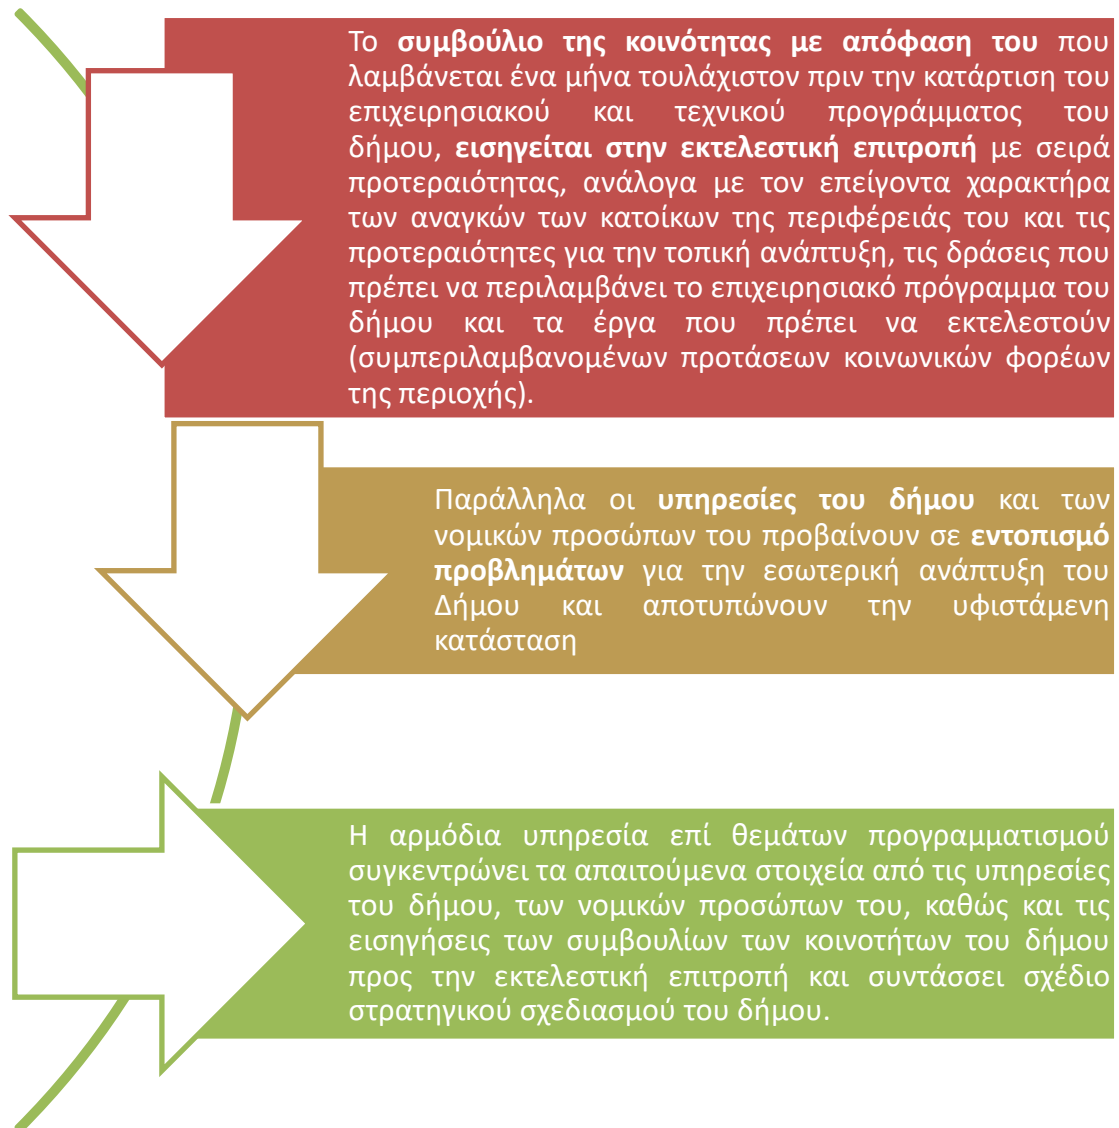 Το συμβούλιο της κοινότητας με απόφαση του που
λαμβάνεται ένα μήνα τουλάχιστον πριν την κατάρτιση του
επιχειρησιακού και τεχνικού προγράμματος του
δήμου, εισηγείται στην εκτελεστική επιτροπή με σειρά
προτεραιότητας, ανάλογα με τον επείγοντα χαρακτήρα
των αναγκών των κατοίκων της περιφέρειάς του και τις
προτεραιότητες για την τοπική ανάπτυξη, τις δράσεις που
πρέπει να περιλαμβάνει το επιχειρησιακό πρόγραμμα του
δήμου και τα έργα που πρέπει να εκτελεστούν
(συμπεριλαμβανομένων προτάσεων κοινωνικών φορέων
της περιοχής).
Παράλληλα οι υπηρεσίες του δήμου και των
νομικών προσώπων του προβαίνουν σε εντοπισμό
προβλημάτων για την εσωτερική ανάπτυξη του
Δήμου και αποτυπώνουν την υφιστάμενη
κατάσταση
Η αρμόδια υπηρεσία επί θεμάτων προγραμματισμού
συγκεντρώνει τα απαιτούμενα στοιχεία από τις υπηρεσίες
του δήμου, των νομικών προσώπων του, καθώς και τις
εισηγήσεις των συμβουλίων των κοινοτήτων του δήμου
προς την εκτελεστική επιτροπή και συντάσσει σχέδιο
στρατηγικού σχεδιασμού του δήμου.